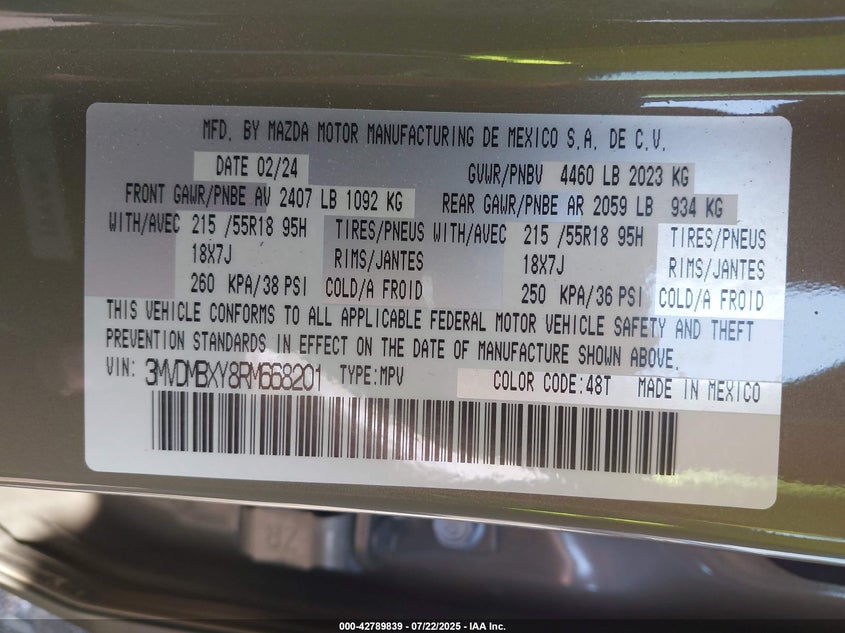 MFD. BY MAZDA MOTOR MANUFACTURING DE MEXICO S.A. DE C.V.
DATE 02/24 GVWR/PNBV 4460 LB 2023 KG
FRONT GAWR/PNBE AV 2407 LB 1092 KG REAR GAWR/PNBE AR 2059 LB 934 KG
WITH/AVEC 215 /55R18 95H TIRES/PNEUS WITH/AVEC 215 /55R18 95H TIRES/PNEUS
18X7J RIMS/JANTES 18X7J RIMS/JANTES
260 KPA/38 PSI COLD/A FROID 250 KPA/36 PSI COLD/A FROID
THIS VEHICLE CONFORMS TO ALL APPLICABLE FEDERAL MOTOR VEHICLE SAFETY AND THEFT
PREVENTION STANDARDS IN EFFECT ON THE DATE OF MANUFACTURE SHOWN ABOVE.
VIN: 3MVDMBXY8RM658201 TYPE:MPV COLOR CODE:48T MADE IN MEXICO
000-42789839 - 07/22/2025 - IAA Inc.